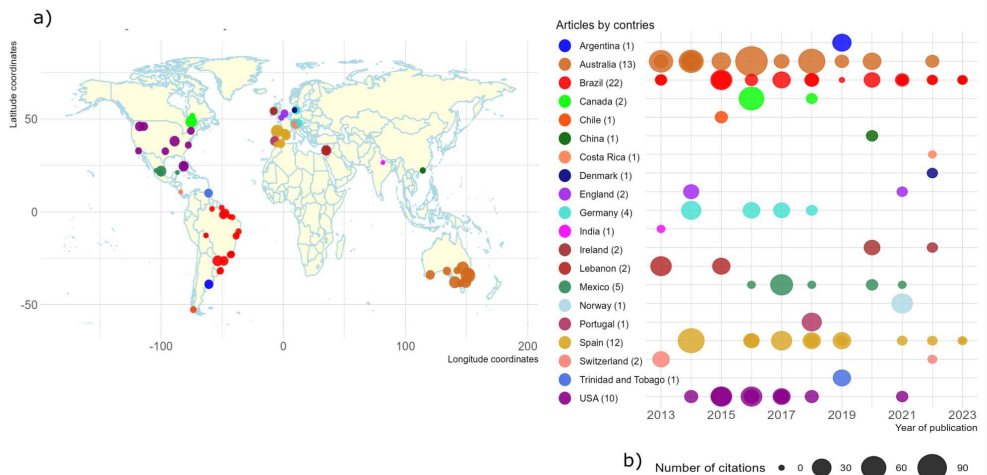 a)
Latitude coordinates
50
0
-50
-100
0
100
200
Longitude coordinates
Articles by contries
Argentina (1)
Australia (13)
Brazil (22)
Canada (2)
Chile (1)
China (1)
Costa Rica (1)
Denmark (1)
England (2)
Germany (4)
India (1)
Ireland (2)
Lebanon (2)
Mexico (5)
Norway (1)
Portugal (1)
Spain (12)
Switzerland (2)
Trinidad and Tobago (1)
USA (10)
2013 2015 2017 2019 2021 2023
Year of publication
b) Number of citations 0 30 60 90